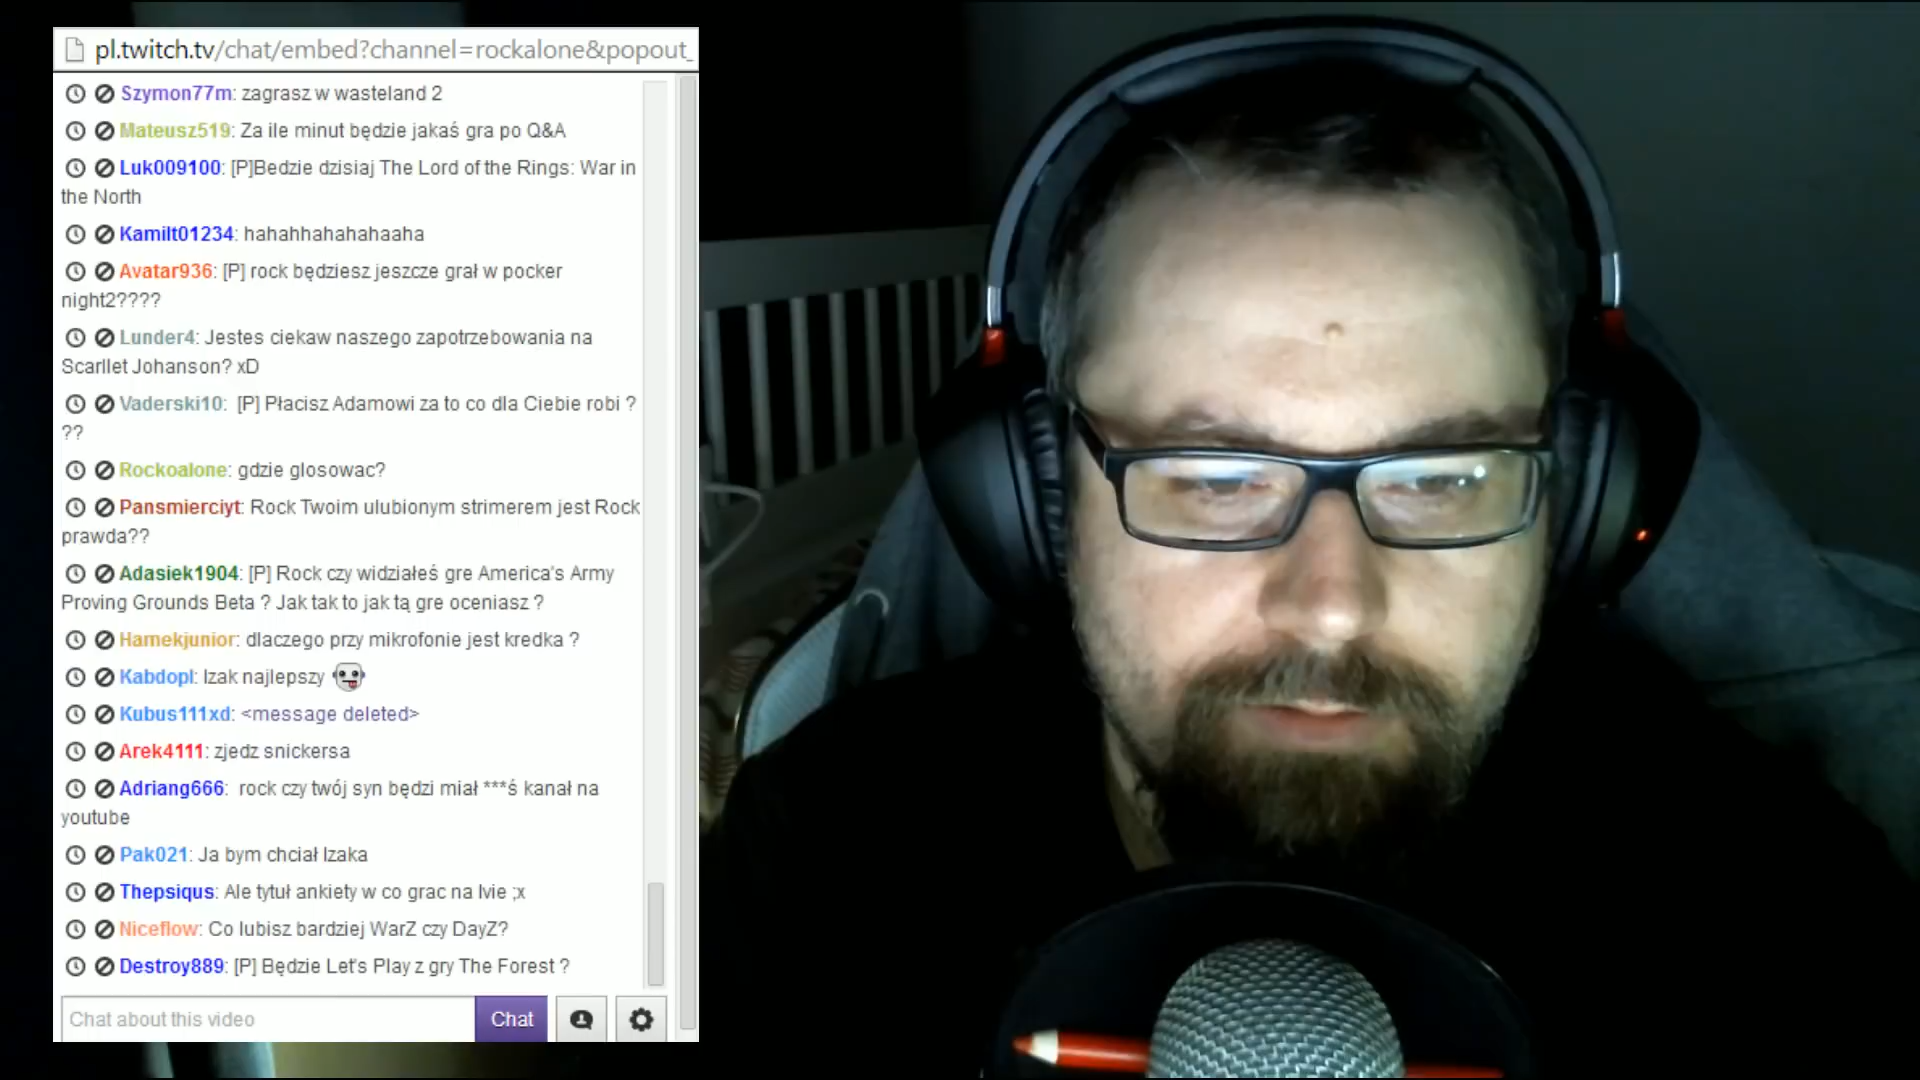 pl.twitch.tv/chat/embed?channel=rockalone&popout_
Szymon77m: zagrasz w wasteland 2
Mateusz519: Za ile minut będzie jakaś gra po Q&A
Luk009100: [P]Bedzie dzisiaj The Lord of the Rings: War in
the North
Kamilt01234: hahahhahahahaaha
Avatar936: [P] rock będziesz jeszcze grał w pocker
night2????
Lunder4: Jestes ciekaw naszego zapotrzebowania na
Scarllet Johanson? xD
Vaderski10: [P] Płacisz Adamowi za to co dla Ciebie robi ?
??
Rockoalone: gdzie glosowac?
Pansmierciyt: Rock Twoim ulubionym strimerem jest Rock
prawda??
Adasiek1904: [P] Rock czy widziałeś gre America's Army
Proving Grounds Beta ? Jak tak to jak tą gre oceniasz ?
Hamekjunior: dlaczego przy mikrofonie jest kredka ?
Kabdopl: Izak najlepszy
Kubus111xd: <message deleted>
Arek4111: zjedz snickersa
Adriang666: rock czy twój syn będzi miał ***ś kanał na
youtube
Pak021: Ja bym chciał Izaka
Thepsiqus: Ale tytuł ankiety w co grac na lvie ;x
Niceflow: Co lubisz bardziej WarZ czy DayZ?
Destroy889: [P] Będzie Let's Play z gry The Forest ?
Chat about this video
Chat